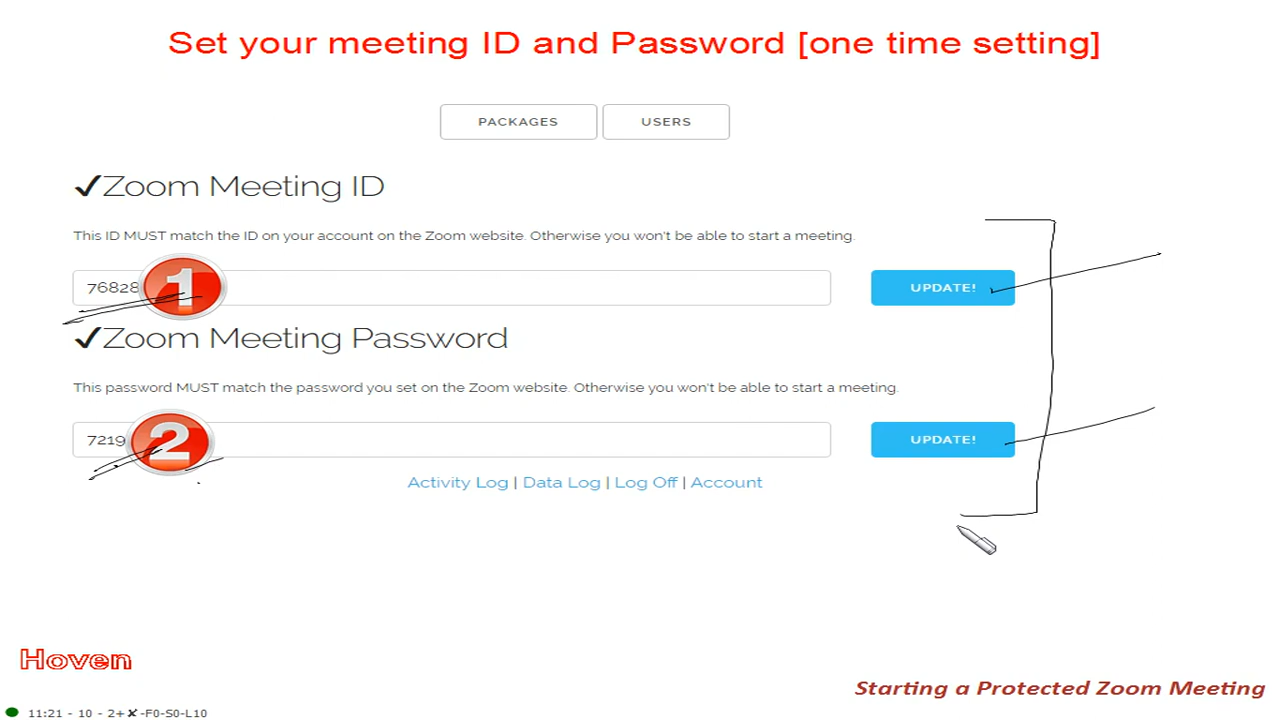 Set your meeting ID and Password [one time setting]
PACKAGES USERS
✔Zoom Meeting ID
This ID MUST match the ID on your account on the Zoom website. Otherwise you won't be able to start a meeting.
76828 1 UPDATE!
✔Zoom Meeting Password
This password MUST match the password you set on the Zoom website. Otherwise you won't be able to start a meeting.
7219 2 UPDATE!
Activity Log | Data Log | Log Off | Account
Hoven
Starting a Protected Zoom Meeting
11:21 - 10 - 2+✘-F0-S0-L10